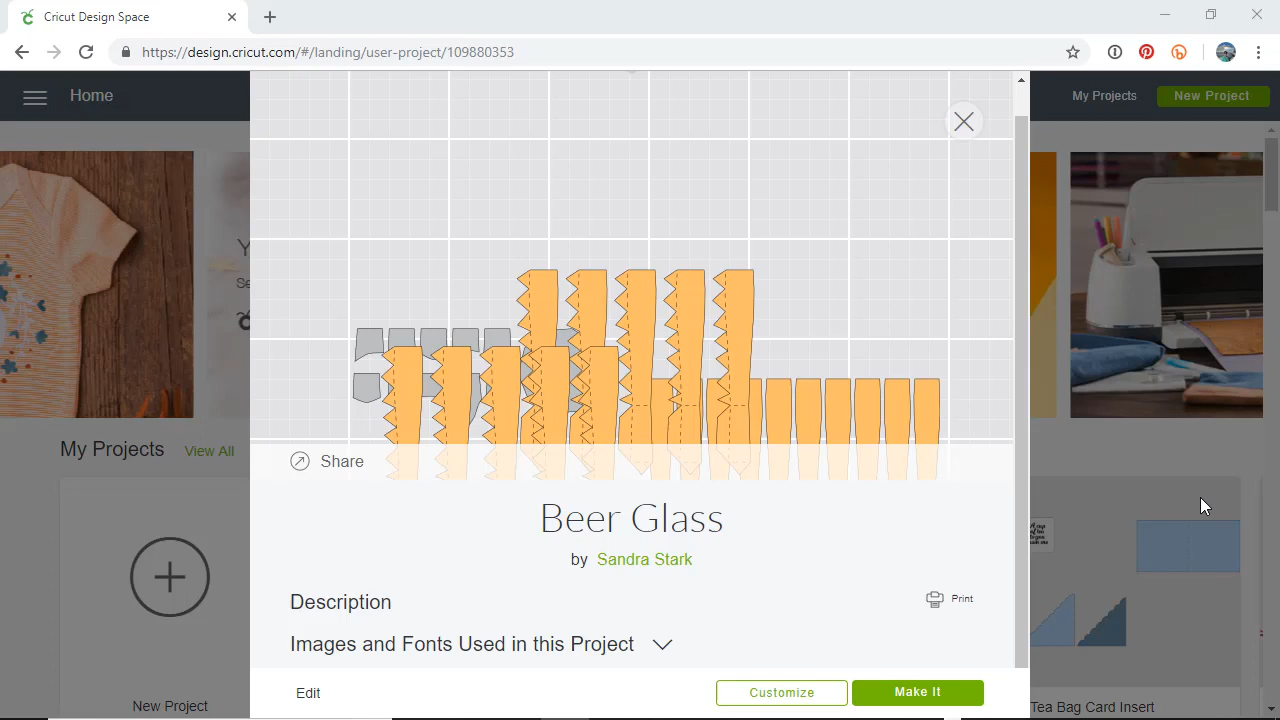 Cricut Design Space
https://design.cricut.com/#/landing/user-project/109880353
Home
My Projects
New Project
Share
Beer Glass
by Sandra Stark
My Projects
View All
Description
Print
Images and Fonts Used in this Project
Edit
Customize
Make It
New Project
Tea Bag Card Insert